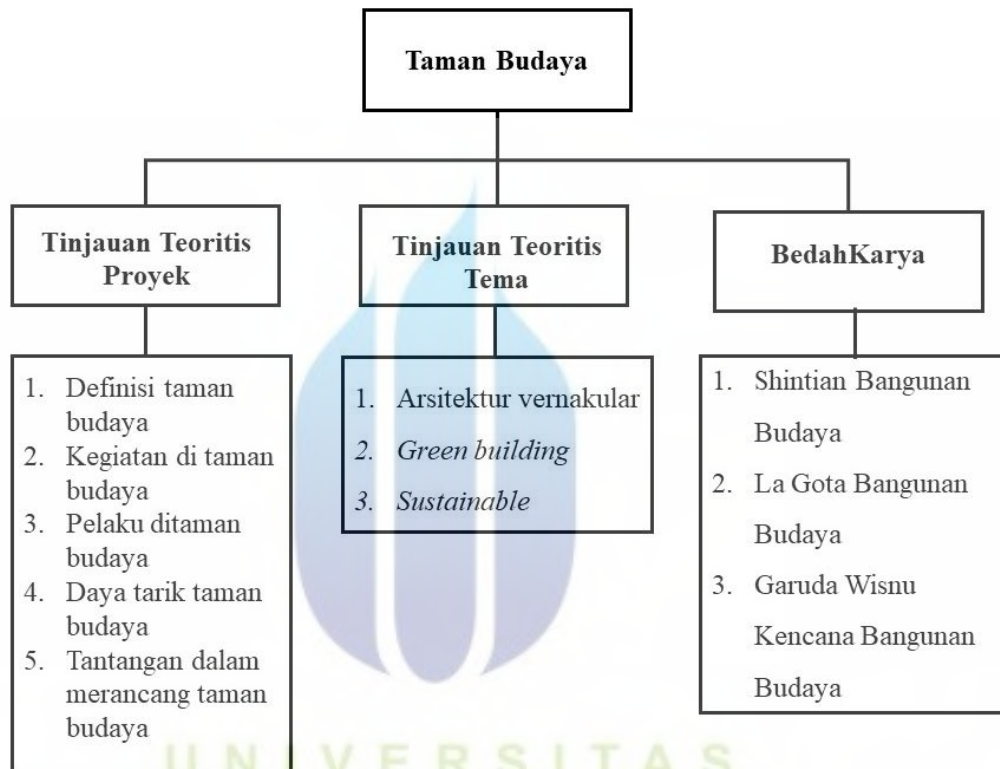 Taman Budaya
Tinjauan Teoritis
Proyek
Tinjauan Teoritis
Tema
BedahKarya
1. Definisi taman
budaya
2. Kegiatan di taman
budaya
3. Pelaku ditaman
budaya
4. Daya tarik taman
budaya
5. Tantangan dalam
merancang taman
budaya
1. Arsitektur vernakular
2. Green building
3. Sustainable
1. Shintian Bangunan
Budaya
2. La Gota Bangunan
Budaya
3. Garuda Wisnu
Kencana Bangunan
Budaya
UNIVERSITAS